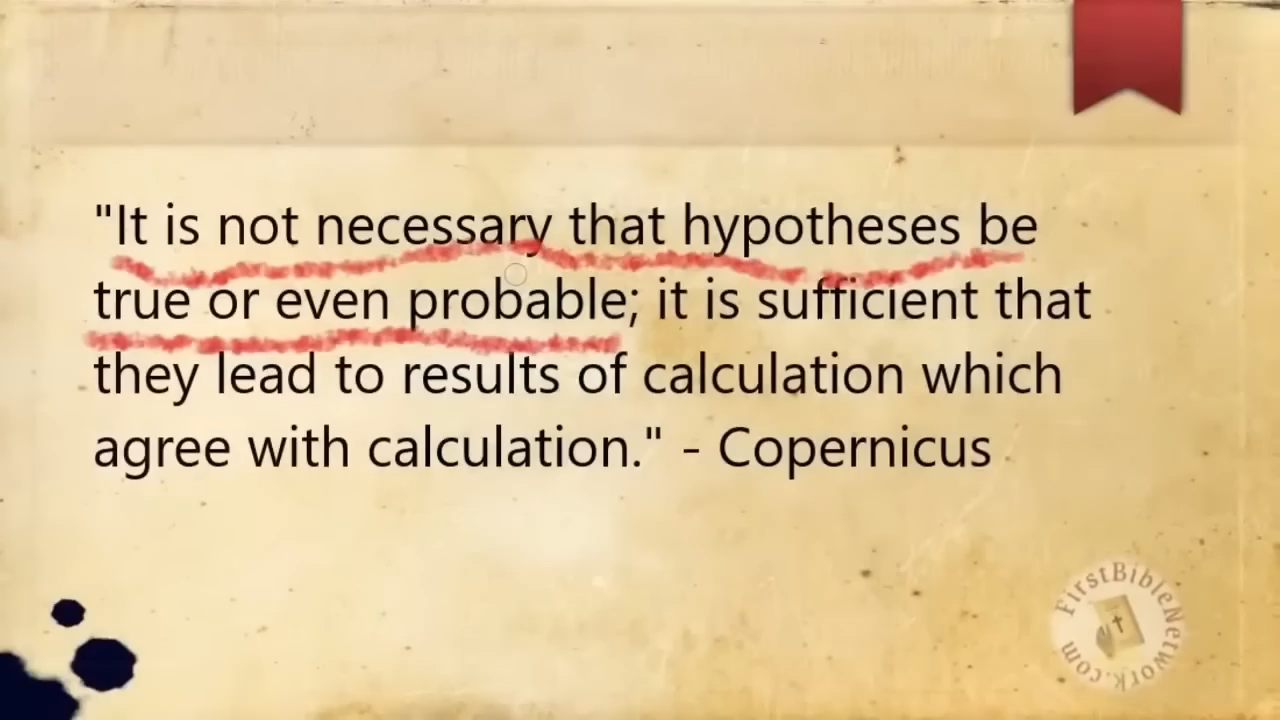 "It is not necessary that hypotheses be
true or even probable; it is sufficient that
they lead to results of calculation which
agree with calculation." - Copernicus
FirstBibleNetwork.com